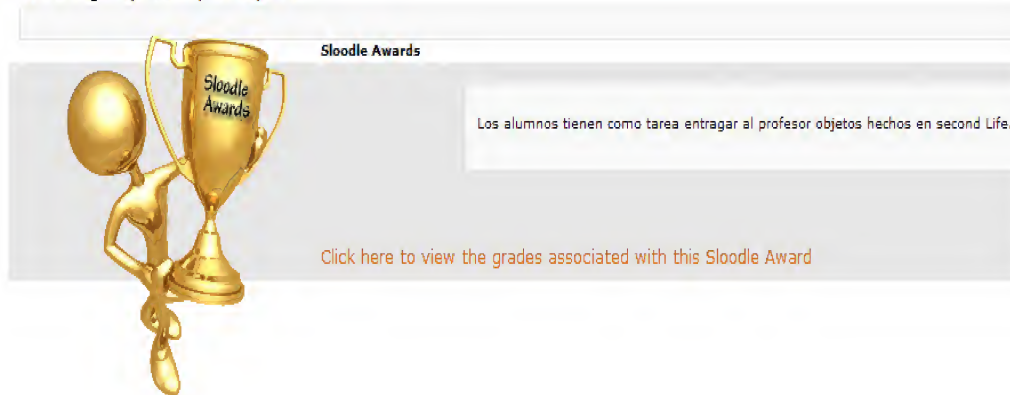 Sloodle Awards
Sloodle
Awards
Los alumnos tienen como tarea entragar al profesor objetos hechos en second Life.
Click here to view the grades associated with this Sloodle Award